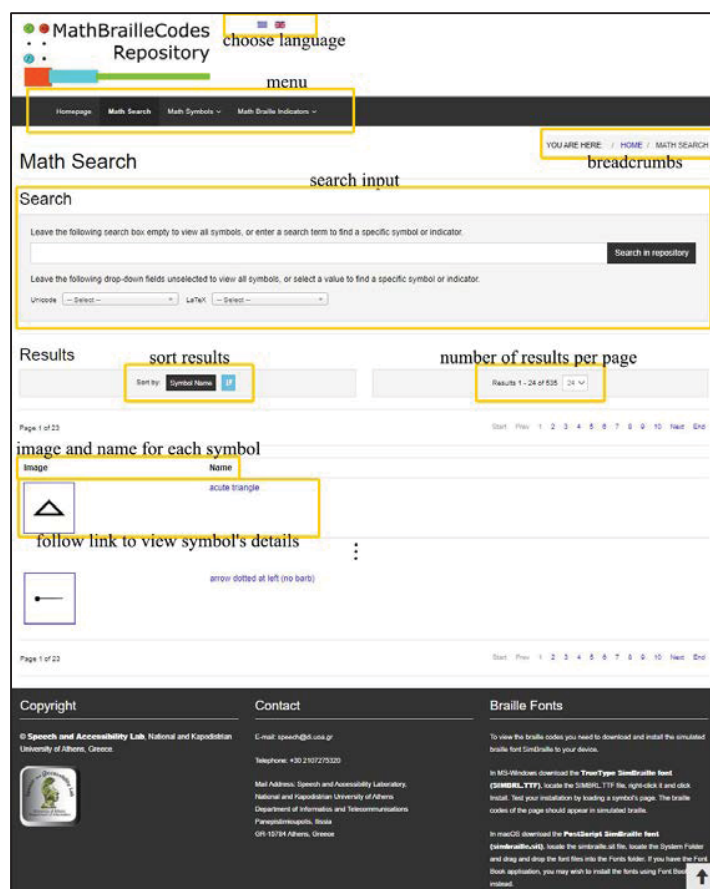 MathBrailleCodes
Repository
choose language
menu
Homepage Math Search Math Symbols Math Braille Indicators
YOU ARE HERE: / HOME / MATH SEARCH
breadcrumbs
Math Search
search input
Search
Leave the following search box empty to view all symbols, or enter a search term to find a specific symbol or indicator.
Search in repository
Leave the following drop-down fields unselected to view all symbols, or select a value to find a specific symbol or indicator.
Unicode -- Select -- LaTeX -- Select --
Results
sort results
number of results per page
Sort by: Symbol Name
Results 1 - 24 of 535 24
Page 1 of 23
Start Prev 1 2 3 4 5 6 7 8 9 10 Next End
image and name for each symbol
Image Name
acute triangle
follow link to view symbol's details
arrow dotted at left (no barb)
Page 1 of 23
Start Prev 1 2 3 4 5 6 7 8 9 10 Next End
Copyright
© Speech and Accessibility Lab, National and Kapodistrian
University of Athens, Greece.
Contact
E-mail: speech@di.uoa.gr
Telephone: +30 2107275320
Mail Address: Speech and Accessibility Laboratory,
National and Kapodistrian University of Athens
Department of Informatics and Telecommunications
Panepistimioupolis, Ilissia
GR-15784 Athens, Greece
Braille Fonts
To view the braille codes you need to download and install the simulated
braille font SimBraille to your device.
In MS-Windows download the TrueType SimBraille font
(SIMBRL.TTF), locate the SIMBRL.TTF file, right-click it and click
Install. Test your installation by loading a symbol's page. The braille
codes of the page should appear in simulated braille.
In macOS download the PostScript SimBraille font
(simbraille.sit), locate the simbraille.sit file, locate the System Folder
and drag and drop the font files into the Fonts folder. If you have the Font
Book application, you may wish to install the fonts using Font Book
instead.